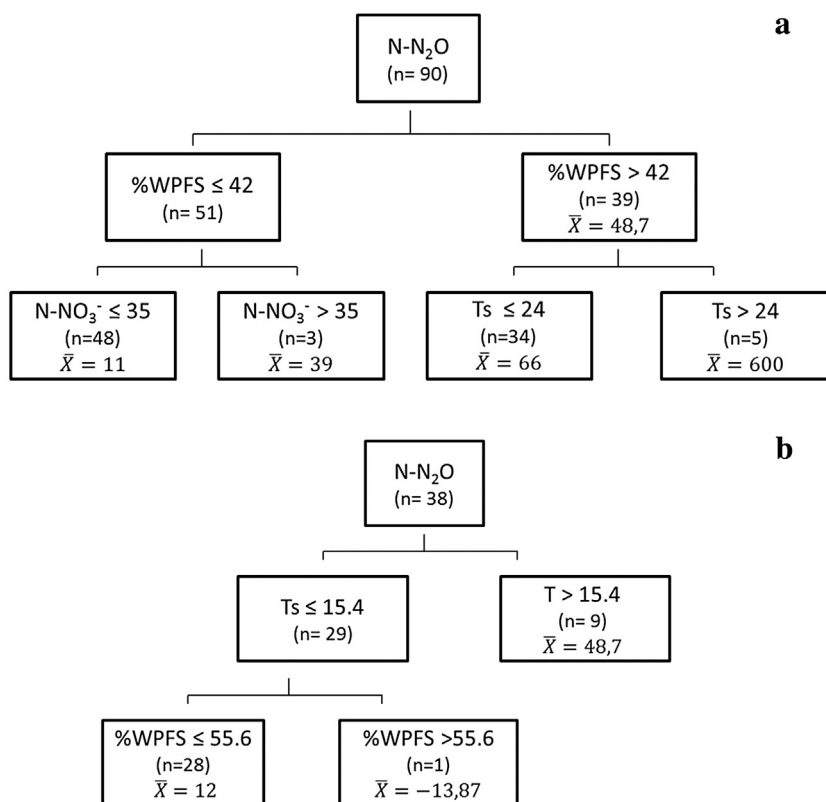 a
N-N₂O
(n= 90)
%WPFS ≤ 42
(n= 51)
%WPFS > 42
(n= 39)
X̅ = 48,7
N-NO₃⁻ ≤ 35
(n=48)
X̅ = 11
N-NO₃⁻ > 35
(n=3)
X̅ = 39
Ts ≤ 24
(n=34)
X̅ = 66
Ts > 24
(n=5)
X̅ = 600
b
N-N₂O
(n= 38)
Ts ≤ 15.4
(n= 29)
T > 15.4
(n= 9)
X̅ = 48,7
%WPFS ≤ 55.6
(n=28)
X̅ = 12
%WPFS >55.6
(n=1)
X̅ = −13,87